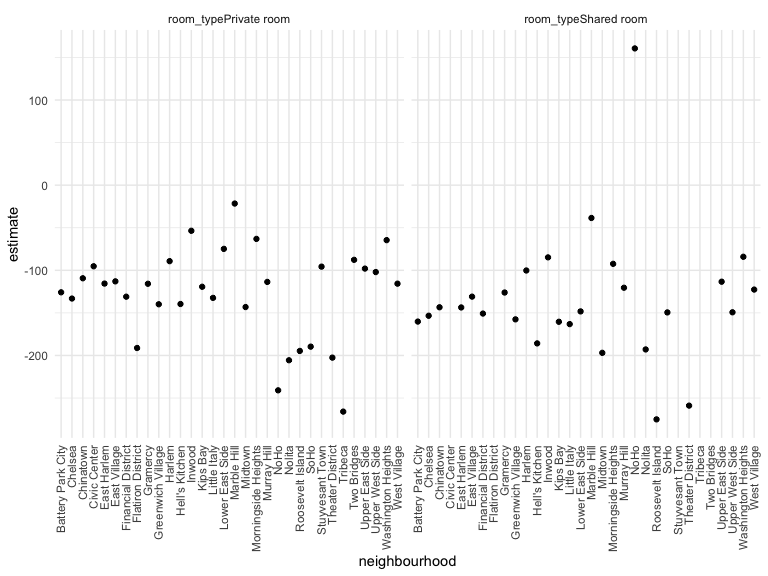 room_typePrivate room
room_typeShared room
estimate
100
0
-100
-200
Battery Park City
Chelsea
Chinatown
Civic Center
East Harlem
East Village
Financial District
Flatiron District
Gramercy
Greenwich Village
Harlem
Hell's Kitchen
Inwood
Kips Bay
Little Italy
Lower East Side
Marble Hill
Midtown
Morningside Heights
Murray Hill
NoHo
Nolita
Roosevelt Island
SoHo
Stuyvesant Town
Theater District
Tribeca
Two Bridges
Upper East Side
Upper West Side
Washington Heights
West Village
Battery Park City
Chelsea
Chinatown
Civic Center
East Harlem
East Village
Financial District
Flatiron District
Gramercy
Greenwich Village
Harlem
Hell's Kitchen
Inwood
Kips Bay
Little Italy
Lower East Side
Marble Hill
Midtown
Morningside Heights
Murray Hill
NoHo
Nolita
Roosevelt Island
SoHo
Stuyvesant Town
Theater District
Tribeca
Two Bridges
Upper East Side
Upper West Side
Washington Heights
West Village
neighbourhood